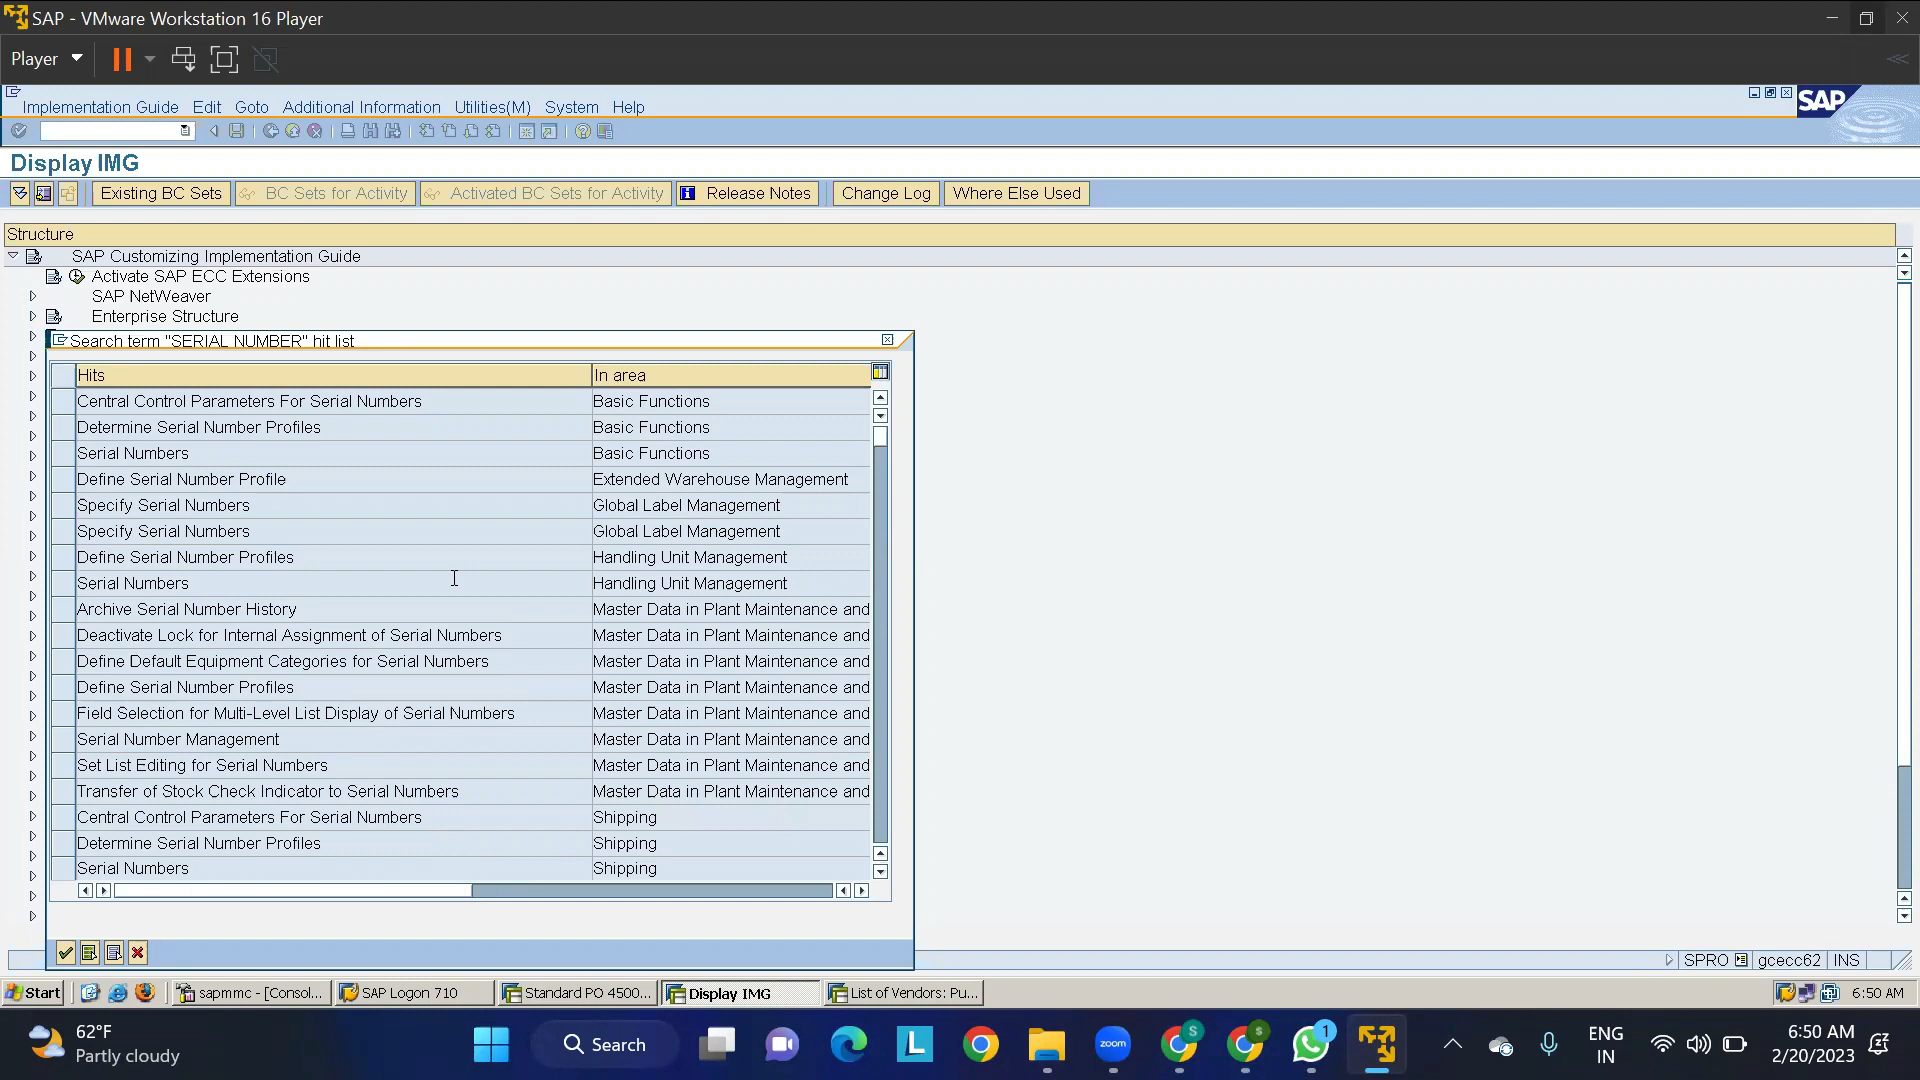 SAP - VMware Workstation 16 Player
Player
Implementation Guide Edit Goto Additional Information Utilities(M) System Help
SAP
Display IMG
Existing BC Sets BC Sets for Activity Activated BC Sets for Activity Release Notes Change Log Where Else Used
Structure
SAP Customizing Implementation Guide
Activate SAP ECC Extensions
SAP NetWeaver
Enterprise Structure
Search term "SERIAL NUMBER" hit list
Hits In area
Central Control Parameters For Serial Numbers Basic Functions
Determine Serial Number Profiles Basic Functions
Serial Numbers Basic Functions
Define Serial Number Profile Extended Warehouse Management
Specify Serial Numbers Global Label Management
Specify Serial Numbers Global Label Management
Define Serial Number Profiles Handling Unit Management
Serial Numbers Handling Unit Management
Archive Serial Number History Master Data in Plant Maintenance and
Deactivate Lock for Internal Assignment of Serial Numbers Master Data in Plant Maintenance and
Define Default Equipment Categories for Serial Numbers Master Data in Plant Maintenance and
Define Serial Number Profiles Master Data in Plant Maintenance and
Field Selection for Multi-Level List Display of Serial Numbers Master Data in Plant Maintenance and
Serial Number Management Master Data in Plant Maintenance and
Set List Editing for Serial Numbers Master Data in Plant Maintenance and
Transfer of Stock Check Indicator to Serial Numbers Master Data in Plant Maintenance and
Central Control Parameters For Serial Numbers Shipping
Determine Serial Number Profiles Shipping
Serial Numbers Shipping
SPRO gcecc62 INS
Start sapmmc - [Consol... SAP Logon 710 Standard PO 4500... Display IMG List of Vendors: Pu... 6:50 AM
62°F
Partly cloudy
Search
L
zoom
S
s
1
ENG
IN
6:50 AM
2/20/2023